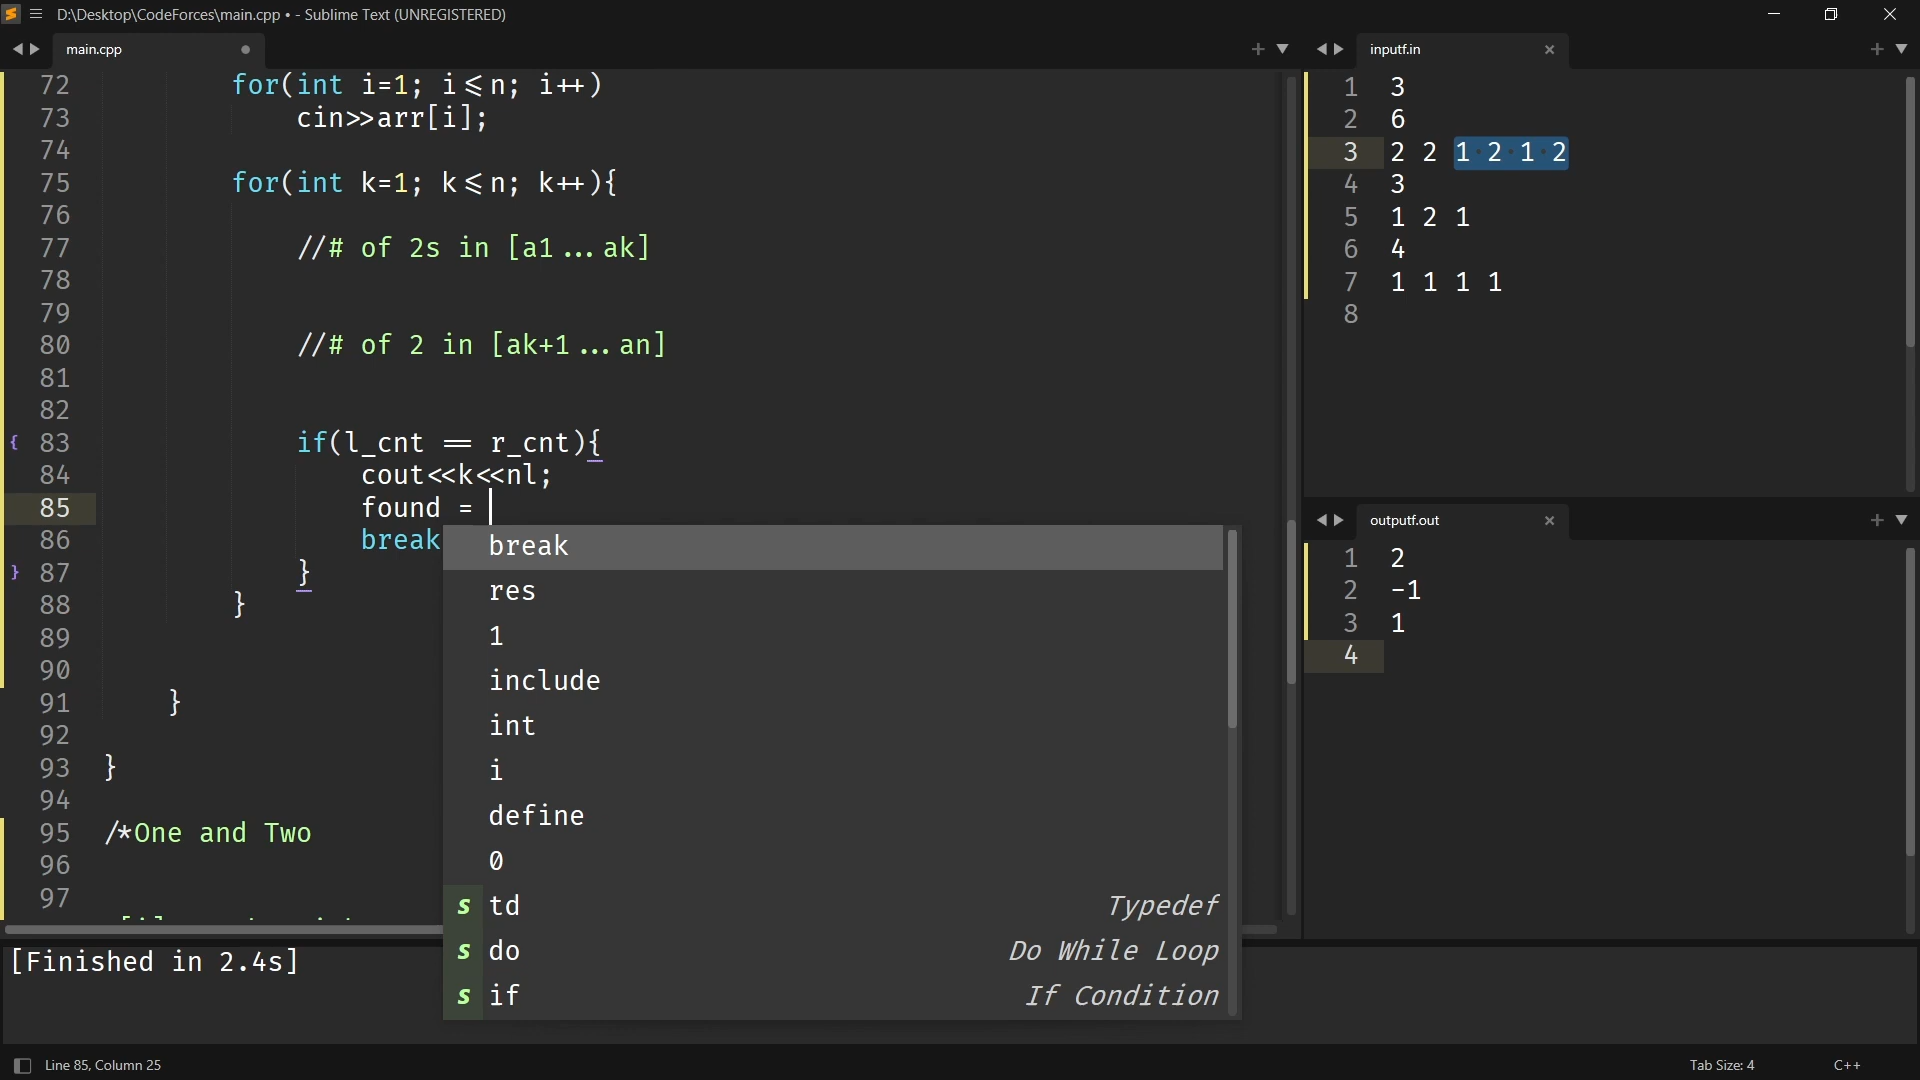 D:\Desktop\CodeForces\main.cpp • - Sublime Text (UNREGISTERED)
main.cpp
72 for(int i=1; i<=n; i++)
73 cin>>arr[i];
74
75 for(int k=1; k<=n; k++){
76
77 //# of 2s in [a1...ak]
78
79
80 //# of 2 in [ak+1...an]
81
82
83 if(l_cnt == r_cnt){
84 cout<<k<<nl;
85 found =
86 break
87 }
88 }
89
90
91 }
92
93 }
94
95 /*One and Two
96
97
break
res
1
include
int
i
define
0
s td Typedef
s do Do While Loop
s if If Condition
[Finished in 2.4s]
Line 85, Column 25
inputf.in
1 3
2 6
3 2 2 1 2 1 2
4 3
5 1 2 1
6 4
7 1 1 1 1
8
outputf.out
1 2
2 -1
3 1
4
Tab Size: 4
C++